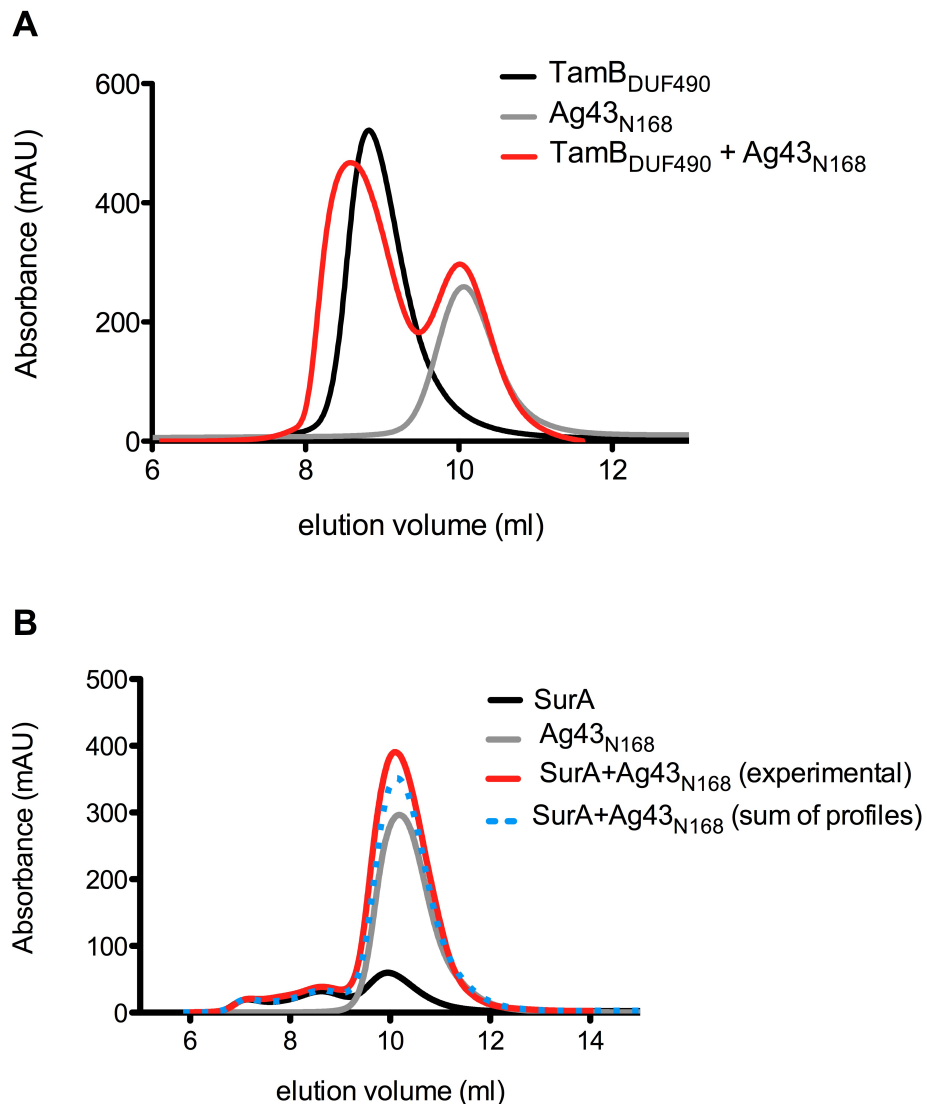 A
600
400
200
0
6 8 10 12
Absorbance (mAU)
elution volume (ml)
TamBDUF490
Ag43N168
TamBDUF490 + Ag43N168
B
500
400
300
200
100
0
6 8 10 12 14
Absorbance (mAU)
elution volume (ml)
SurA
Ag43N168
SurA+Ag43N168 (experimental)
SurA+Ag43N168 (sum of profiles)